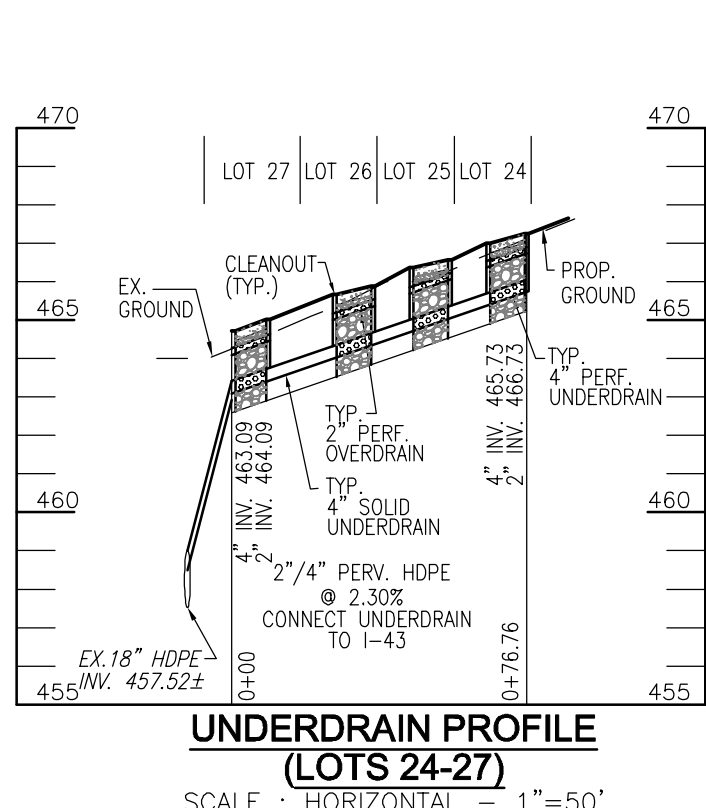 470
470
LOT 27
LOT 26
LOT 25
LOT 24
CLEANOUT
(TYP.)
EX.
GROUND
PROP.
GROUND
465
465
TYP.
4" PERF.
UNDERDRAIN
TYP.
2" PERF.
OVERDRAIN
TYP.
4" SOLID
UNDERDRAIN
4" INV. 463.09
2" INV. 464.09
4" INV. 465.73
2" INV. 466.73
460
460
2"/4" PERV. HDPE
@ 2.30%
CONNECT UNDERDRAIN
TO I-43
EX.18" HDPE
INV. 457.52±
0+00
0+76.76
455
455
UNDERDRAIN PROFILE
(LOTS 24-27)
SCALE : HORIZONTAL - 1"=50'